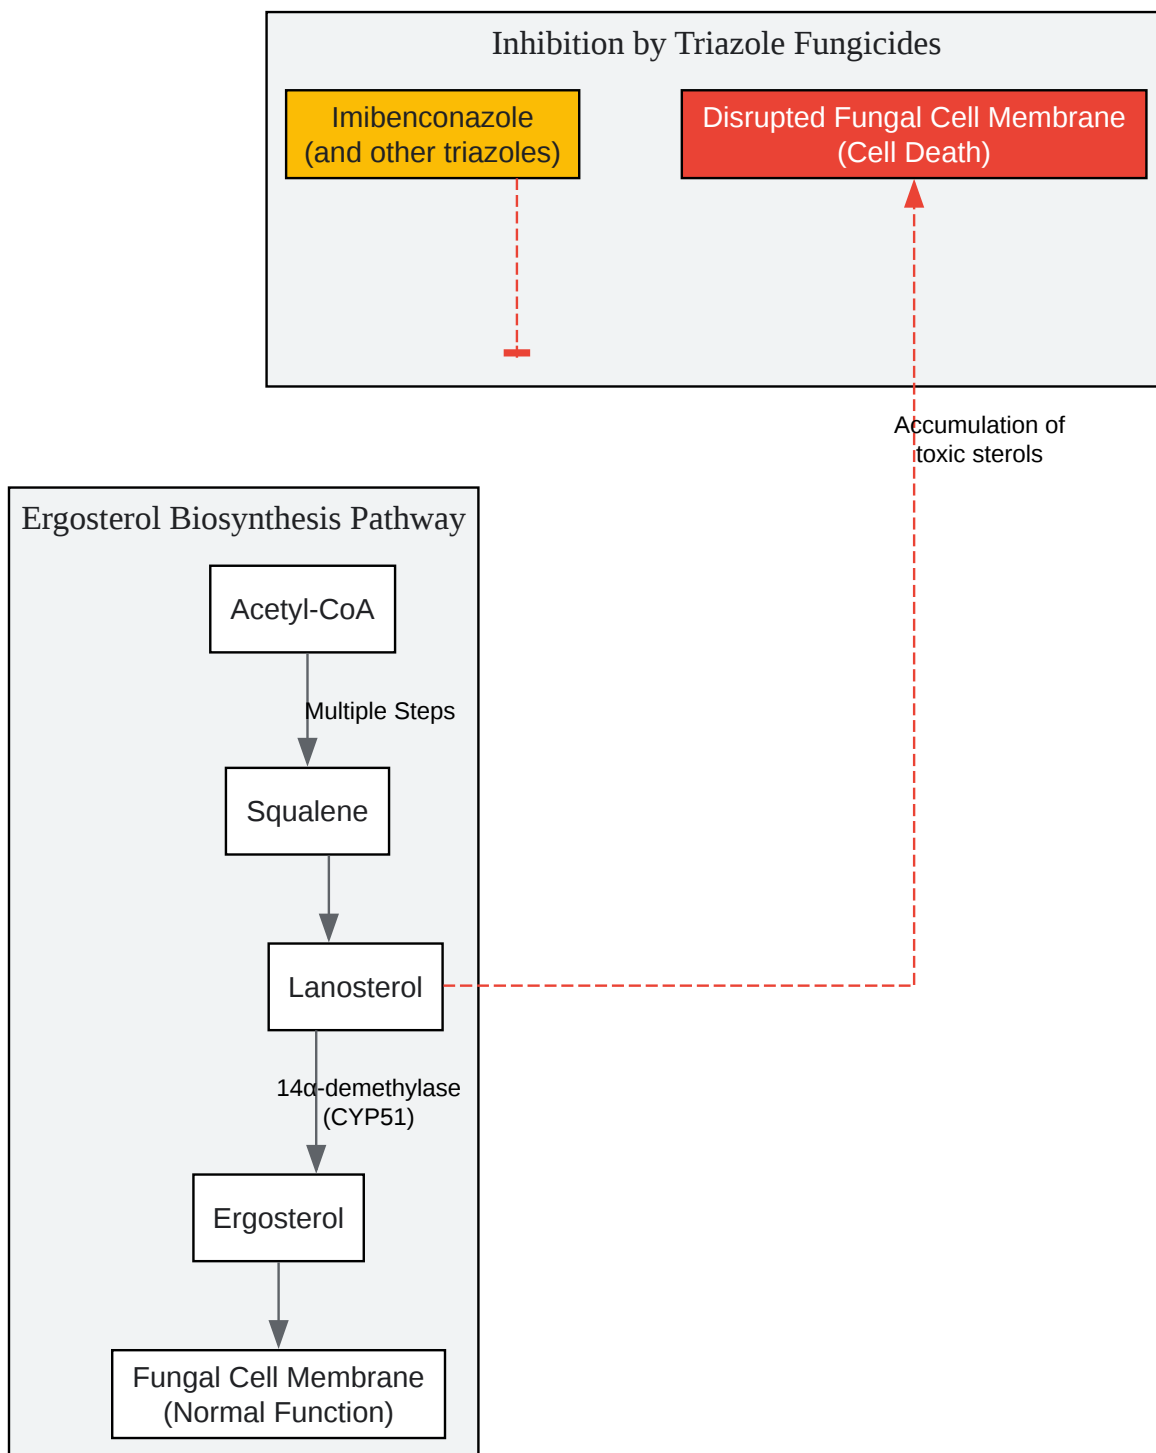 Inhibition by Triazole Fungicides
Imibenconazole
(and other triazoles)
Disrupted Fungal Cell Membrane
(Cell Death)
Accumulation of
toxic sterols
Ergosterol Biosynthesis Pathway
Acetyl-CoA
Multiple Steps
Squalene
Lanosterol
14α-demethylase
(CYP51)
Ergosterol
Fungal Cell Membrane
(Normal Function)